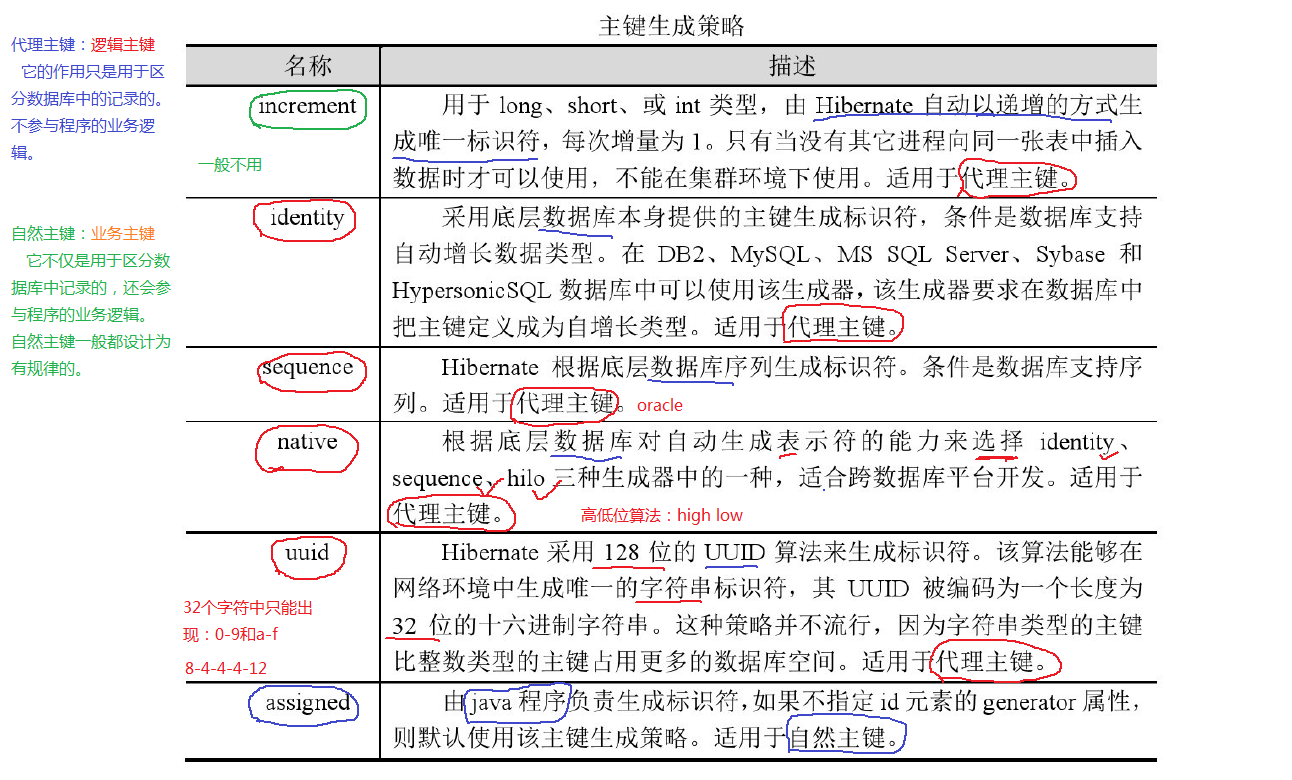 主键生成策略
代理主键：逻辑主键
它的作用只是用于区
分数据库中的记录的。
不参与程序的业务逻
辑。
自然主键：业务主键
它不仅是用于区分数
据库中记录的，还会参
与程序的业务逻辑。
自然主键一般都设计为
有规律的。
名称
描述
increment
一般不用
用于 long、short、或 int 类型，由 Hibernate 自动以递增的方式生
成唯一标识符，每次增量为 1。只有当没有其它进程向同一张表中插入
数据时才可以使用，不能在集群环境下使用。适用于代理主键。
identity
采用底层数据库本身提供的主键生成标识符，条件是数据库支持
自动增长数据类型。在 DB2、MySQL、MS SQL Server、Sybase 和
HypersonicSQL 数据库中可以使用该生成器，该生成器要求在数据库中
把主键定义成为自增长类型。适用于代理主键。
sequence
Hibernate 根据底层数据库序列生成标识符。条件是数据库支持序
列。适用于代理主键。oracle
native
根据底层数据库对自动生成表示符的能力来选择 identity、
sequence、hilo 三种生成器中的一种，适合跨数据库平台开发。适用于
代理主键。 高低位算法：high low
uuid
32个字符中只能出
现：0-9和a-f
8-4-4-4-12
Hibernate 采用 128 位的 UUID 算法来生成标识符。该算法能够在
网络环境中生成唯一的字符串标识符，其 UUID 被编码为一个长度为
32 位的十六进制字符串。这种策略并不流行，因为字符串类型的主键
比整数类型的主键占用更多的数据库空间。适用于代理主键。
assigned
由 java 程序负责生成标识符，如果不指定 id 元素的 generator 属性，
则默认使用该主键生成策略。适用于自然主键。